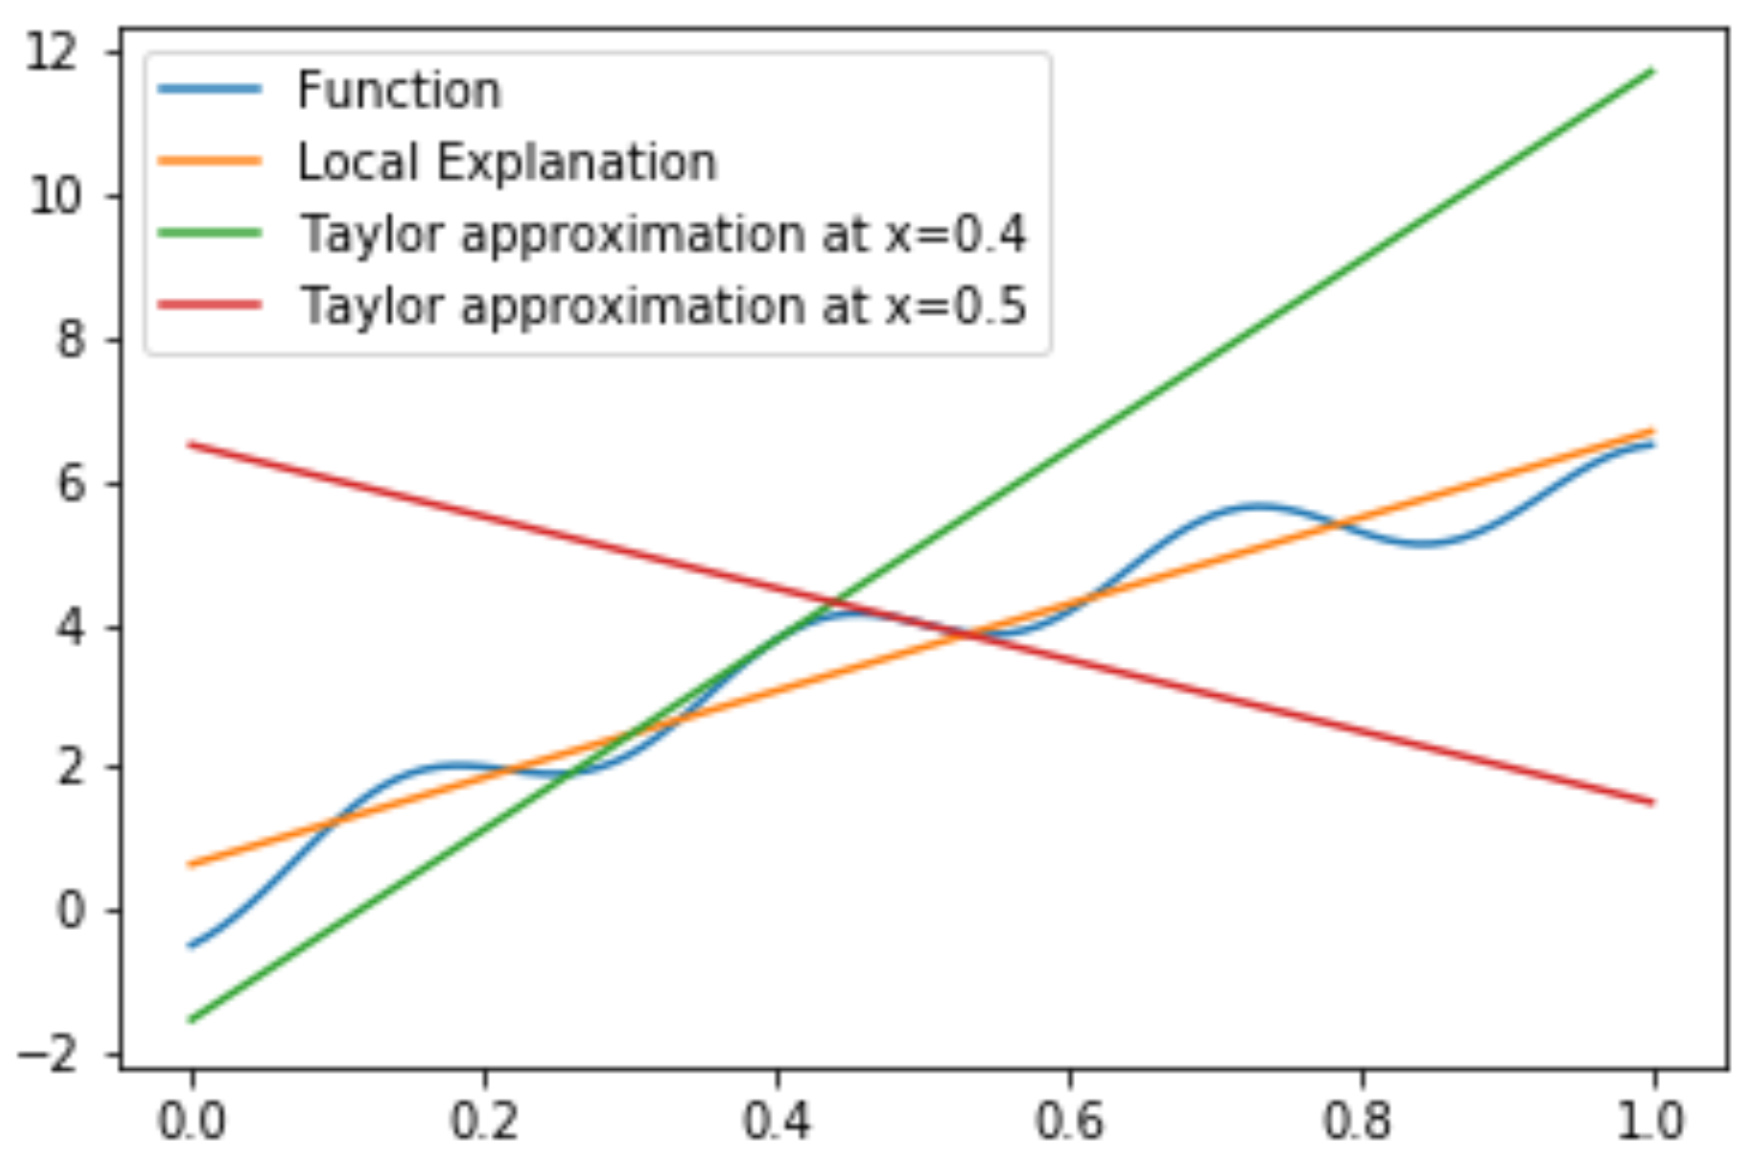 12
10
8
6
4
2
0
−2
Function
Local Explanation
Taylor approximation at x=0.4
Taylor approximation at x=0.5
0.0 0.2 0.4 0.6 0.8 1.0